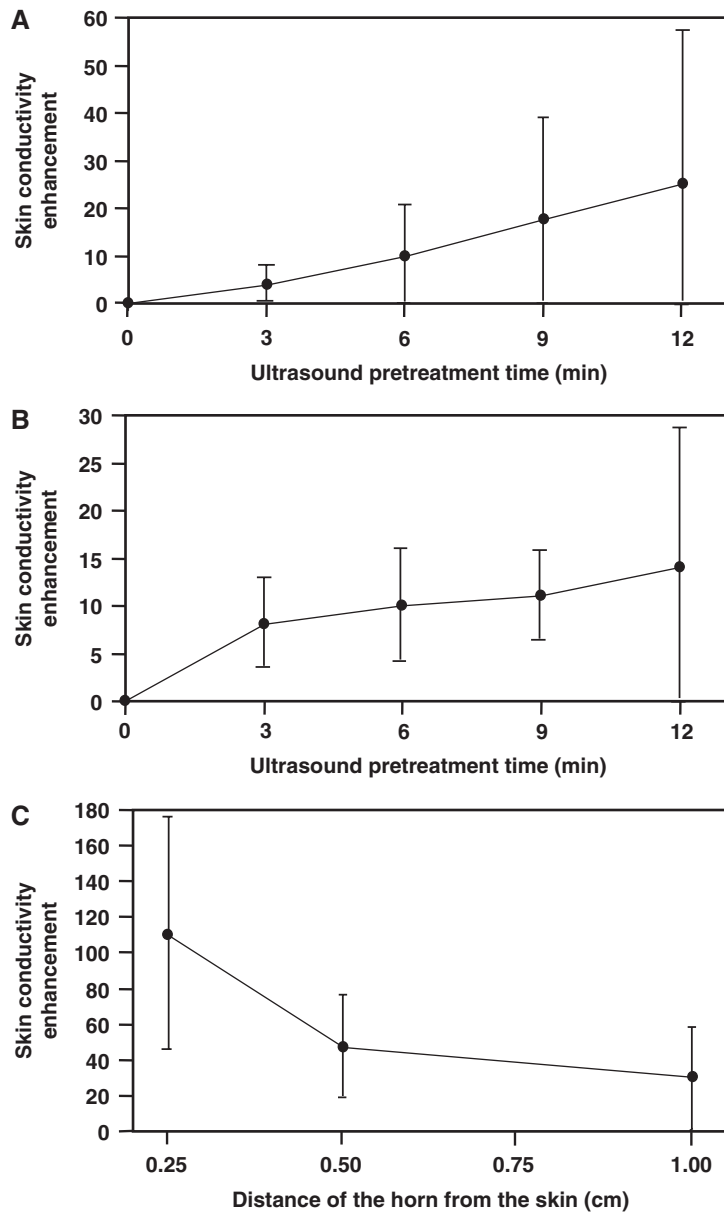 A
Skin conductivity
enhancement
60
50
40
30
20
10
0
0 3 6 9 12
Ultrasound pretreatment time (min)
B
Skin conductivity
enhancement
30
25
20
15
10
5
0
0 3 6 9 12
Ultrasound pretreatment time (min)
C
Skin conductivity
enhancement
180
160
140
120
100
80
60
40
20
0
0.25 0.50 0.75 1.00
Distance of the horn from the skin (cm)